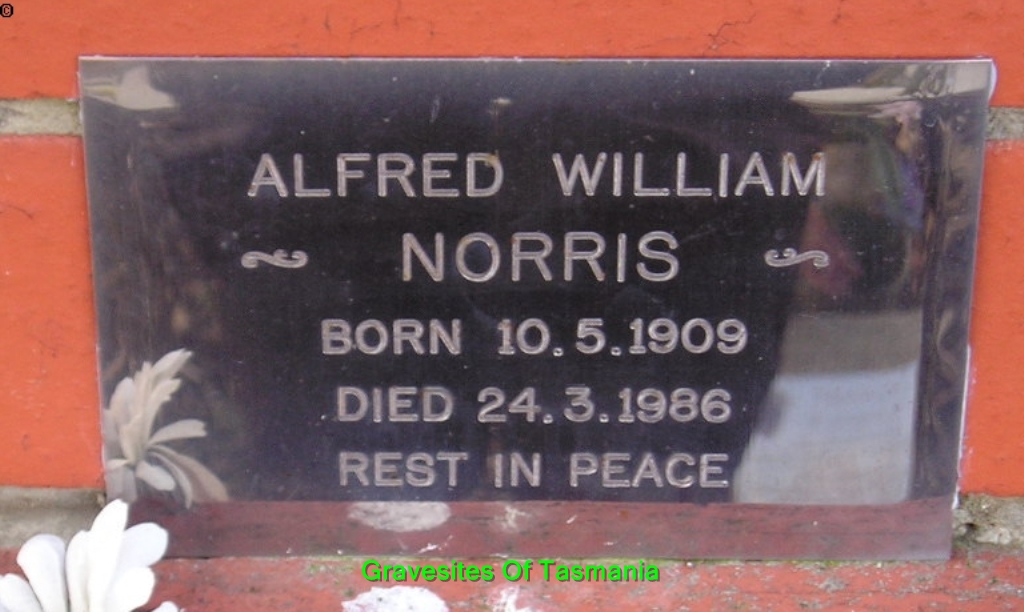 ©
ALFRED WILLIAM
~ NORRIS ~
BORN 10.5.1909
DIED 24.3.1986
REST IN PEACE
Gravesites Of Tasmania